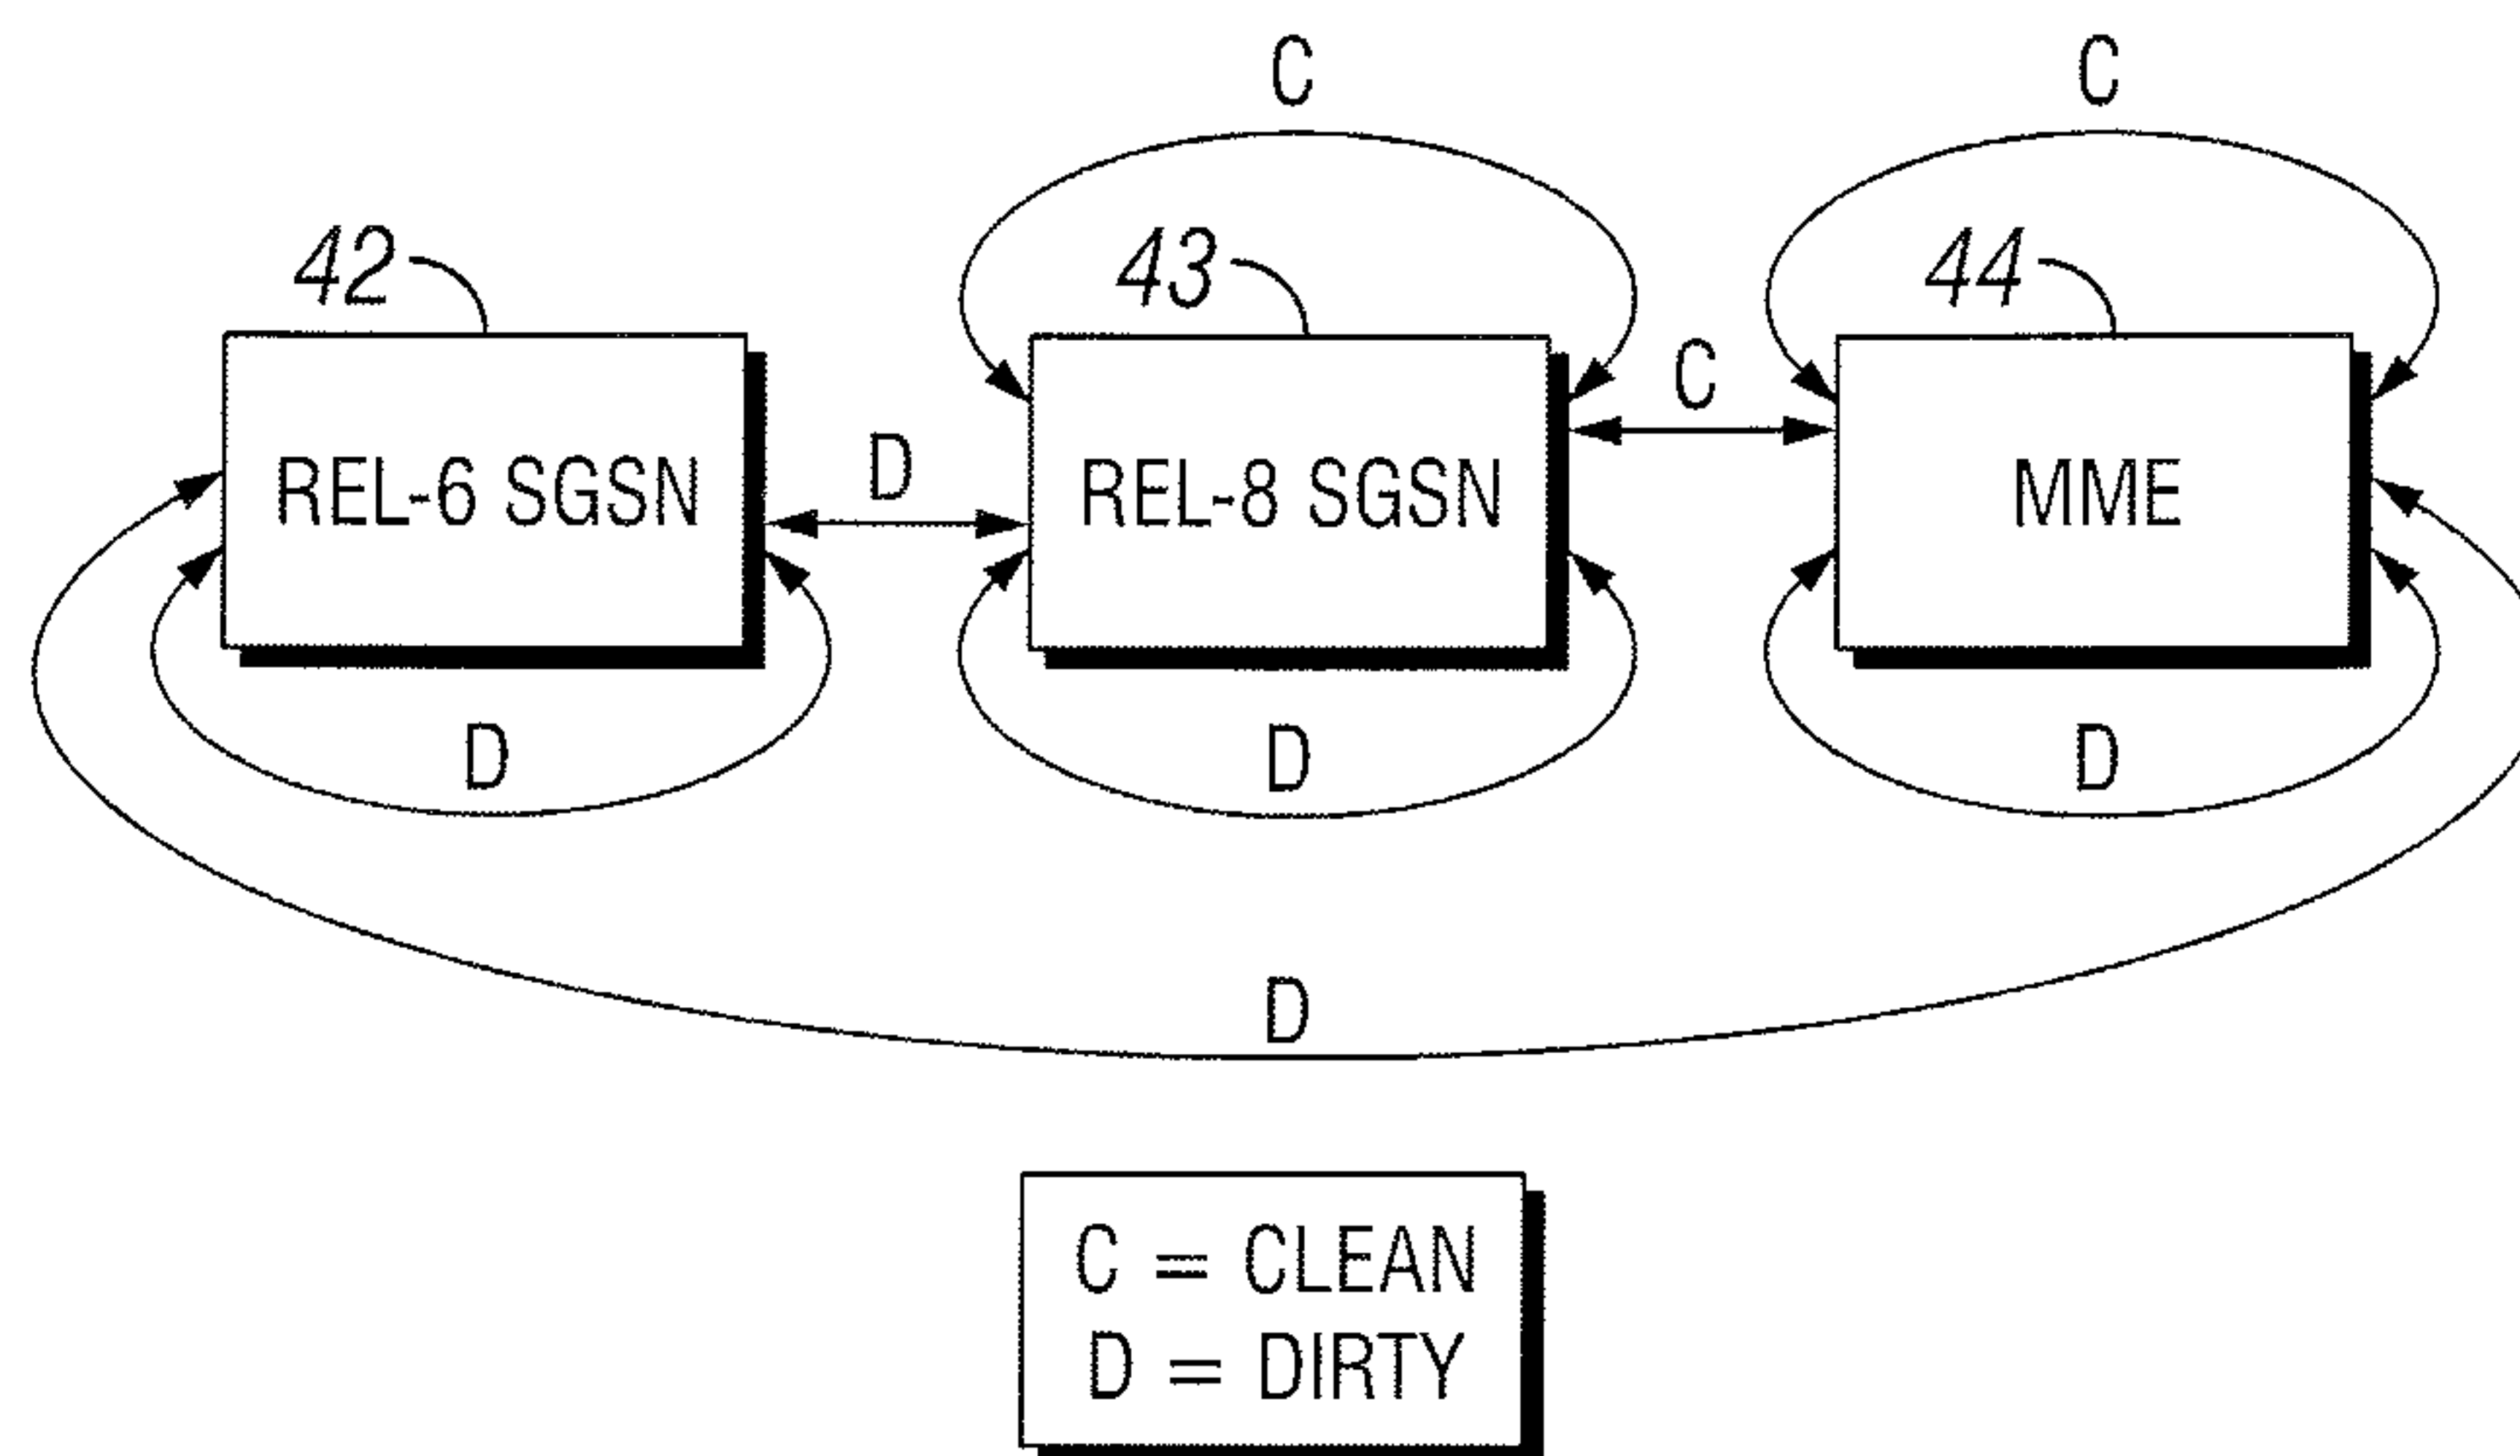 C
C
42
43
44
C
REL-6 SGSN
D
REL-8 SGSN
MME
D
D
D
D
C = CLEAN
D = DIRTY